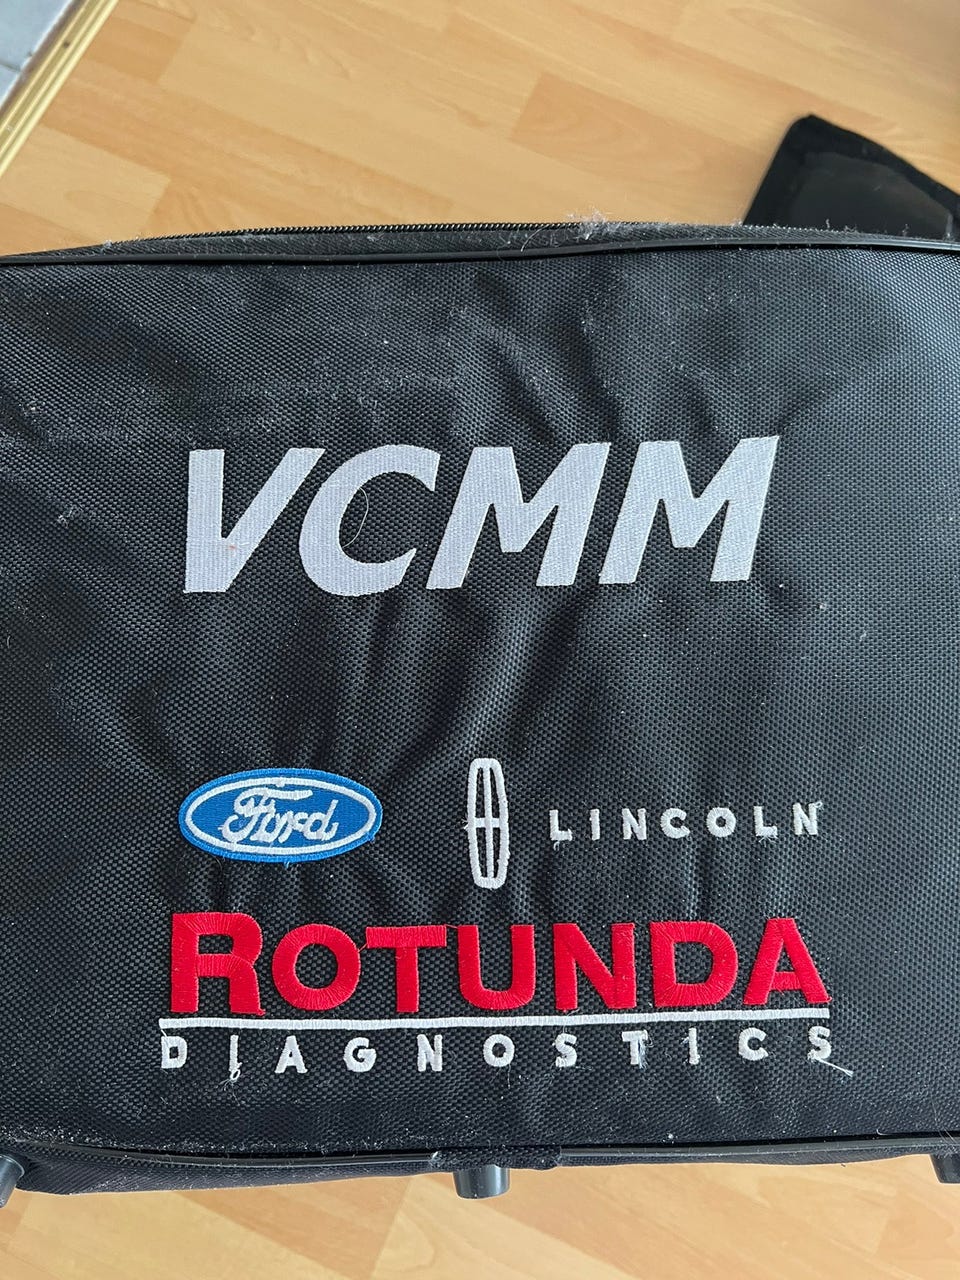 VCMM
Ford
LINCOLN
ROTUNDA
DIAGNOSTICS